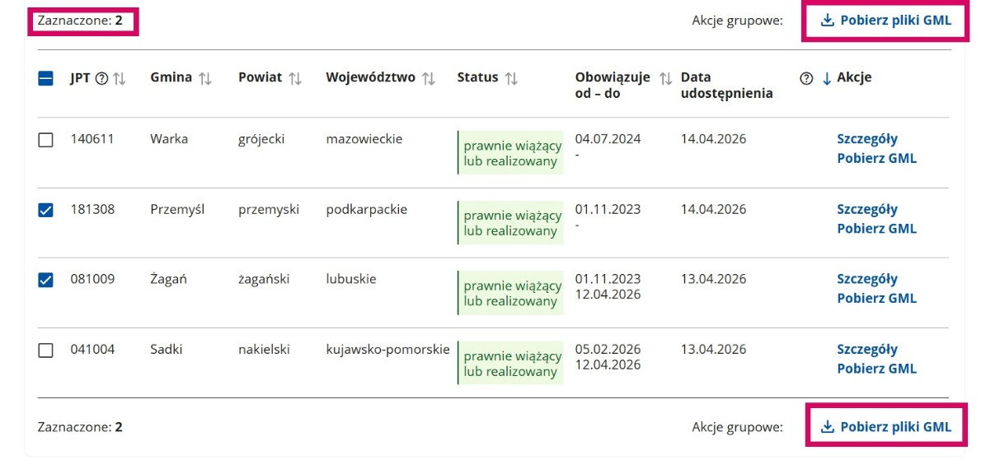 Zaznaczone: 2
Akcje grupowe:
Pobierz pliki GML
JPT
Gmina
Powiat
Województwo
Status
Obowiązuje
od – do
Data
udostępnienia
Akcje
140611
Warka
grójecki
mazowieckie
prawnie wiążący
lub realizowany
04.07.2024
-
14.04.2026
Szczegóły
Pobierz GML
181308
Przemyśl
przemyski
podkarpackie
prawnie wiążący
lub realizowany
01.11.2023
-
14.04.2026
Szczegóły
Pobierz GML
081009
Żagań
żagański
lubuskie
prawnie wiążący
lub realizowany
01.11.2023
12.04.2026
13.04.2026
Szczegóły
Pobierz GML
041004
Sadki
nakielski
kujawsko-pomorskie
prawnie wiążący
lub realizowany
05.02.2026
12.04.2026
13.04.2026
Szczegóły
Pobierz GML
Zaznaczone: 2
Akcje grupowe:
Pobierz pliki GML